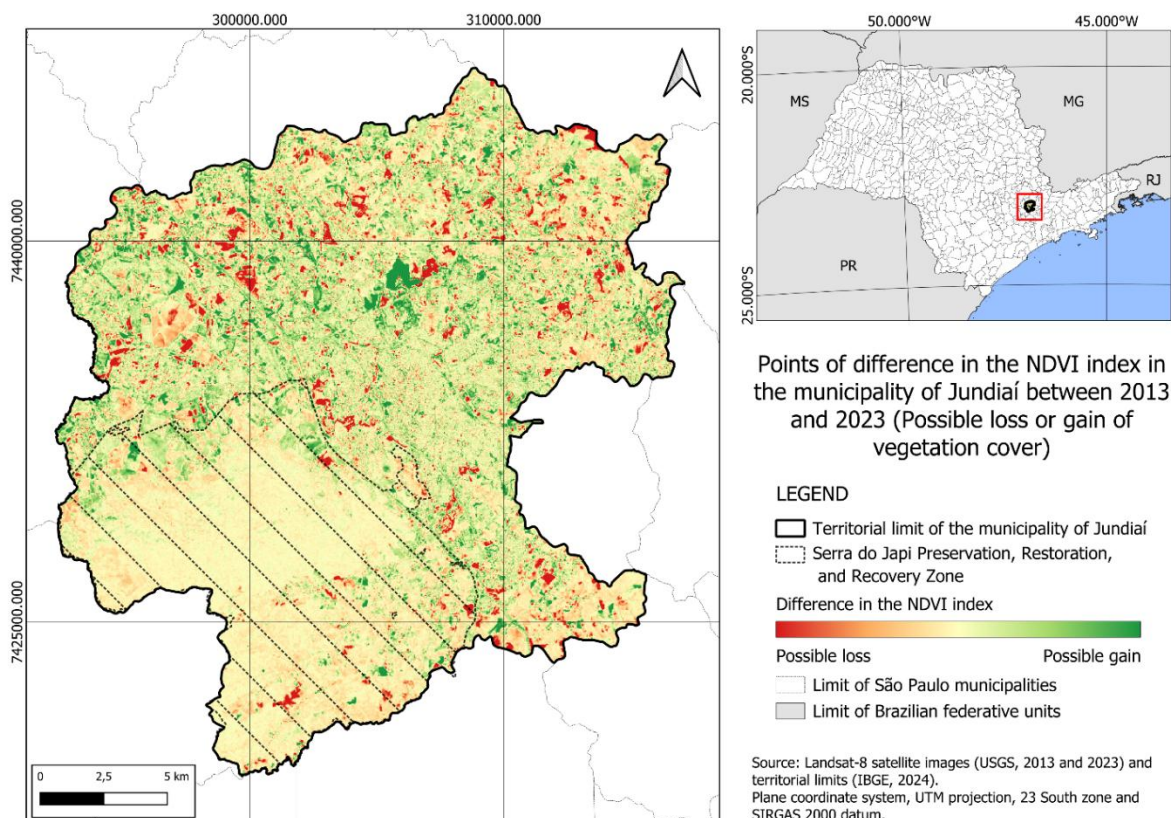 300000.000
310000.000
7440000.000
7425000.000
0
2,5
5 km
50.000°W
45.000°W
20.000°S
25.000°S
MS
MG
RJ
PR
Points of difference in the NDVI index in
the municipality of Jundiaí between 2013
and 2023 (Possible loss or gain of
vegetation cover)
LEGEND
Territorial limit of the municipality of Jundiaí
Serra do Japi Preservation, Restoration,
and Recovery Zone
Difference in the NDVI index
Possible loss
Possible gain
Limit of São Paulo municipalities
Limit of Brazilian federative units
Source: Landsat-8 satellite images (USGS, 2013 and 2023) and
territorial limits (IBGE, 2024).
Plane coordinate system, UTM projection, 23 South zone and
SIRGAS 2000 datum.